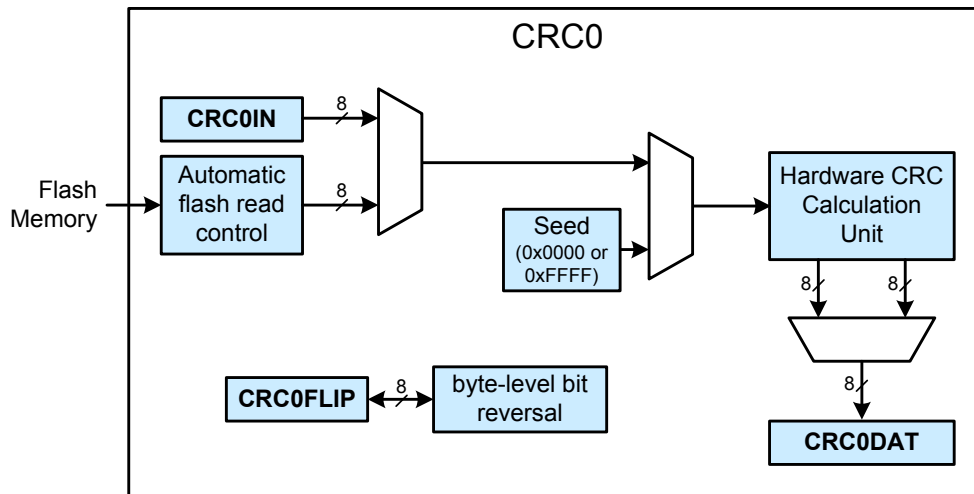 CRC0
CRC0IN
8
Flash
Memory
Automatic
flash read
control
8
Seed
(0x0000 or
0xFFFF)
Hardware CRC
Calculation
Unit
8
8
8
CRC0DAT
CRC0FLIP
8
byte-level bit
reversal